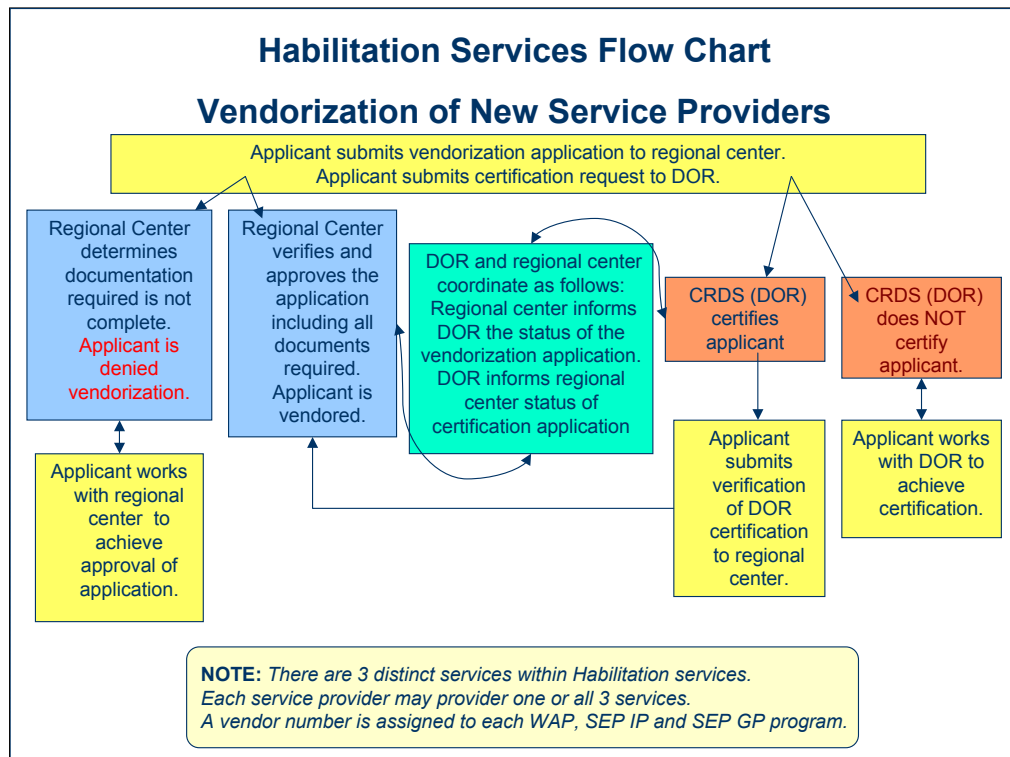 Habilitation Services Flow Chart
Vendorization of New Service Providers
Applicant submits vendorization application to regional center.
Applicant submits certification request to DOR.
Regional Center
determines
documentation
required is not
complete.
Applicant is
denied
vendorization.
Regional Center
verifies and
approves the
application
including all
documents
required.
Applicant is
vendored.
DOR and regional center
coordinate as follows:
Regional center informs
DOR the status of the
vendorization application.
DOR informs regional
center status of
certification application
CRDS (DOR)
certifies
applicant
CRDS (DOR)
does NOT
certify
applicant.
Applicant works
with regional
center to
achieve
approval of
application.
Applicant
submits
verification
of DOR
certification
to regional
center.
Applicant works
with DOR to
achieve
certification.
NOTE: There are 3 distinct services within Habilitation services.
Each service provider may provider one or all 3 services.
A vendor number is assigned to each WAP, SEP IP and SEP GP program.